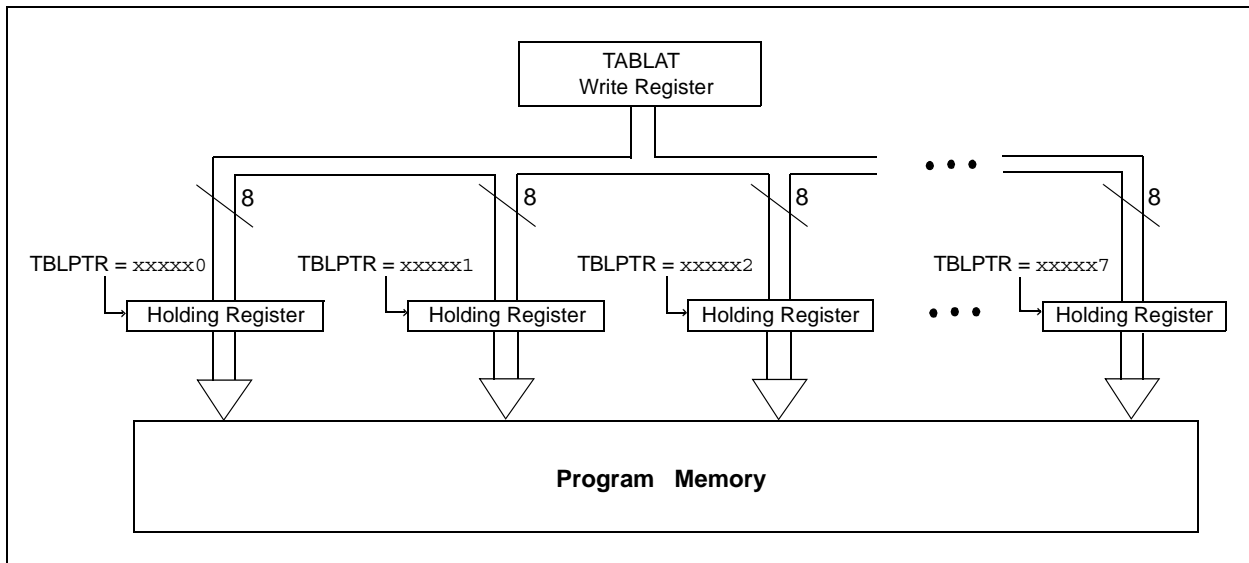 TABLAT
Write Register
8
8
8
8
TBLPTR = xxxxx0
TBLPTR = xxxxx1
TBLPTR = xxxxx2
TBLPTR = xxxxx7
Holding Register
Holding Register
Holding Register
Holding Register
Program Memory